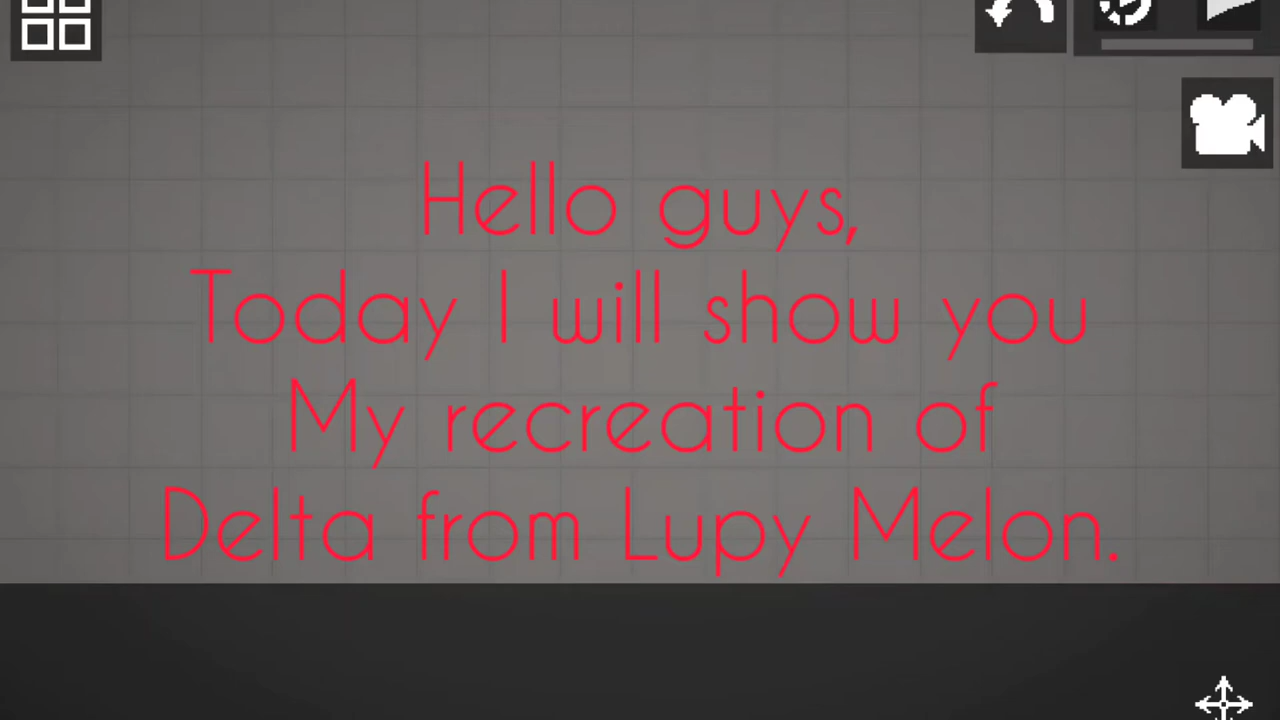 Hello guys,
Today I will show you
My recreation of
Delta from Lupy Melon.